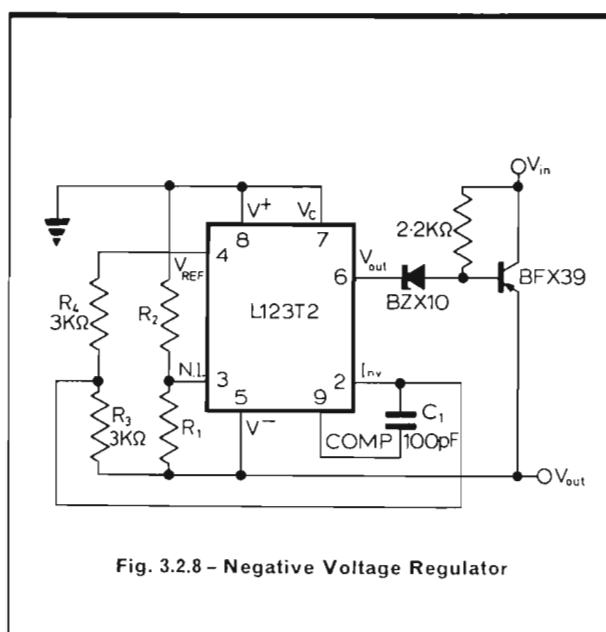 Vin
V+
Vc
8
7
2·2KΩ
VREF
4
Vout
6
BFX39
R4
3KΩ
R2
L123T2
BZX10
N.I.
3
2
Inv
R3
3KΩ
R1
5
9
C1
V−
COMP
100pF
Vout
Fig. 3.2.8 – Negative Voltage Regulator